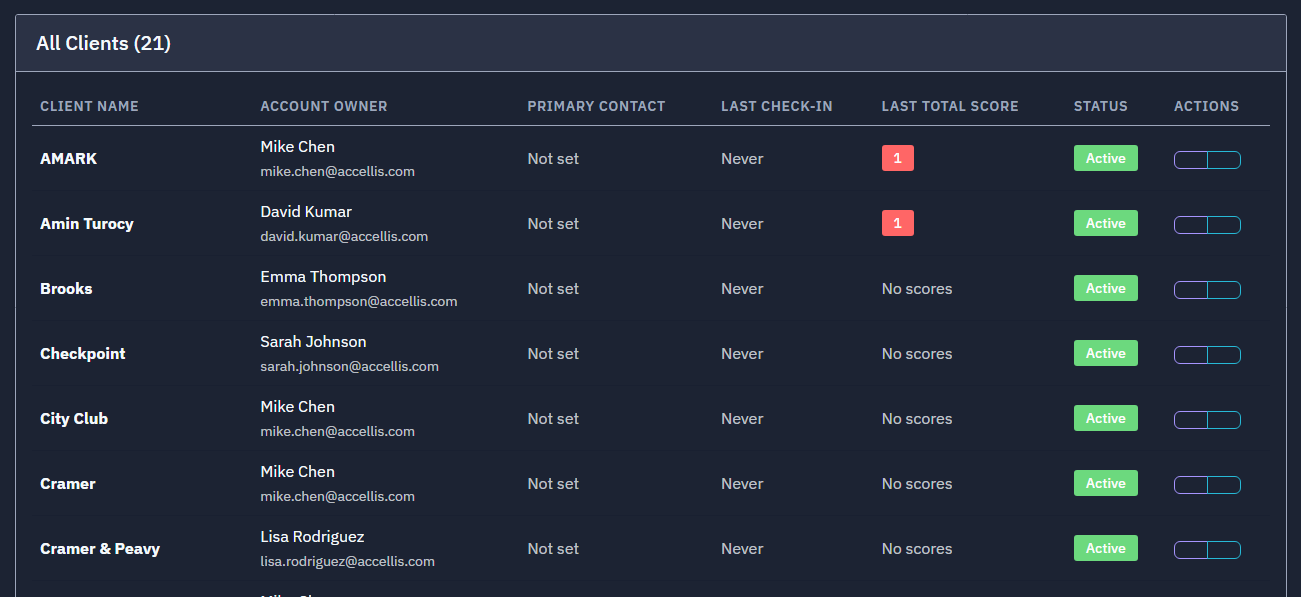 All Clients (21)
CLIENT NAME ACCOUNT OWNER PRIMARY CONTACT LAST CHECK-IN LAST TOTAL SCORE STATUS ACTIONS
AMARK Mike Chen Not set Never 1 Active
mike.chen@accellis.com
Amin Turocy David Kumar Not set Never 1 Active
david.kumar@accellis.com
Brooks Emma Thompson Not set Never No scores Active
emma.thompson@accellis.com
Checkpoint Sarah Johnson Not set Never No scores Active
sarah.johnson@accellis.com
City Club Mike Chen Not set Never No scores Active
mike.chen@accellis.com
Cramer Mike Chen Not set Never No scores Active
mike.chen@accellis.com
Cramer & Peavy Lisa Rodriguez Not set Never No scores Active
lisa.rodriguez@accellis.com